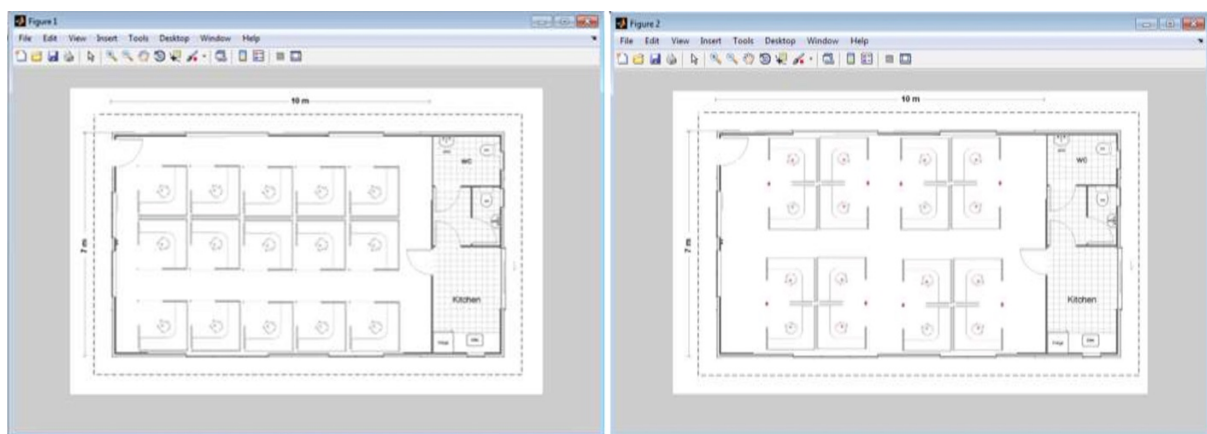 Figure 1
File Edit View Insert Tools Desktop Window Help
10 m
WC
7 m
Kitchen
Fridge
Figure 2
File Edit View Insert Tools Desktop Window Help
10 m
WC
7 m
Kitchen
Fridge